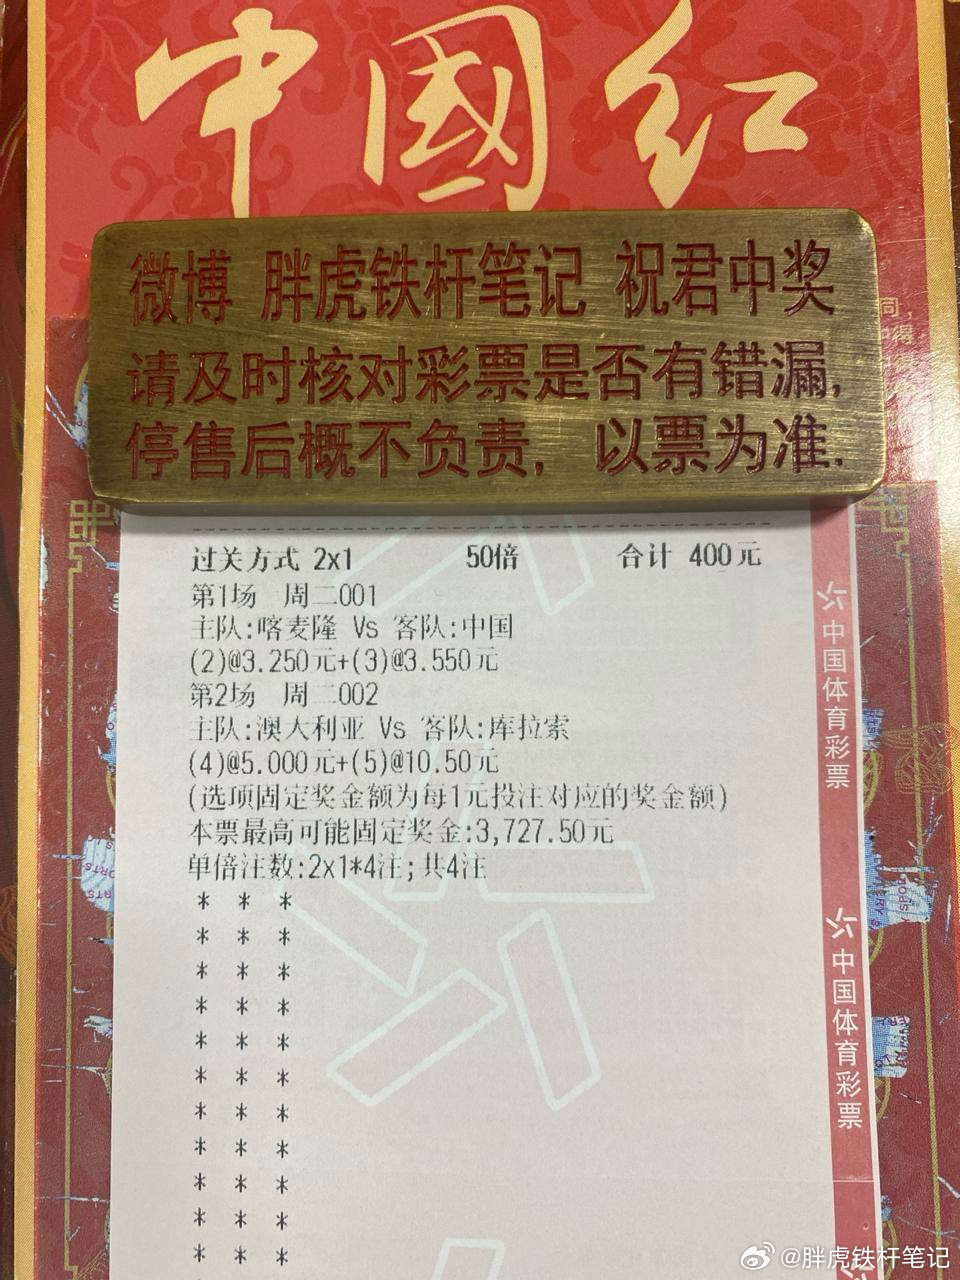 中国红
微博 胖虎铁杆笔记 祝君中奖
请及时核对彩票是否有错漏,
停售后概不负责, 以票为准.
过关方式 2x1 50倍 合计 400元
第1场 周二001
主队:喀麦隆 Vs 客队:中国
(2)@3.250元+(3)@3.550元
第2场 周二002
主队:澳大利亚 Vs 客队:库拉索
(4)@5.000元+(5)@10.50元
(选项固定奖金额为每1元投注对应的奖金额)
本票最高可能固定奖金:3,727.50元
单倍注数:2x1*4注;共4注
* * *
* * *
* * *
* * *
* * *
* * *
* * *
* * *
* * *
* * *
* * *
中国体育彩票
中国体育彩票
@胖虎铁杆笔记